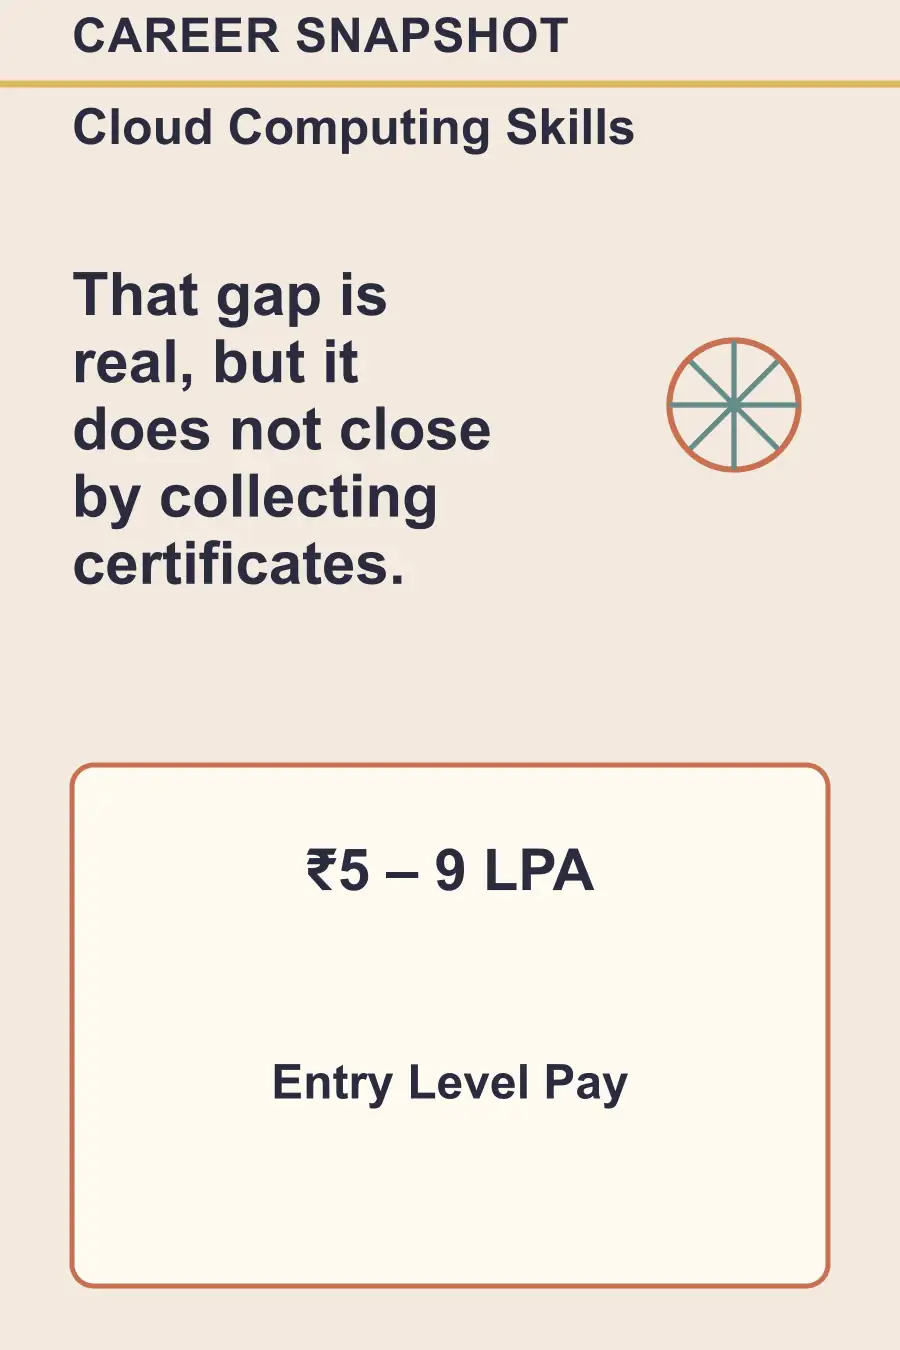 CAREER SNAPSHOT
Cloud Computing Skills
That gap is
real, but it
does not close
by collecting
certificates.
₹5 – 9 LPA
Entry Level Pay